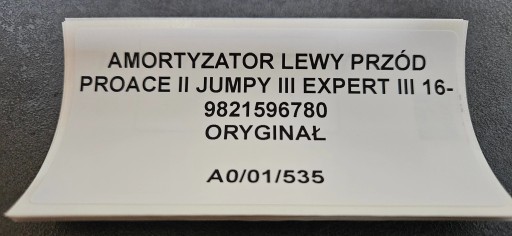 AMORTYZATOR LEWY PRZÓD
PROACE II JUMPY III EXPERT III 16-
9821596780
ORYGINAŁ
A0/01/535